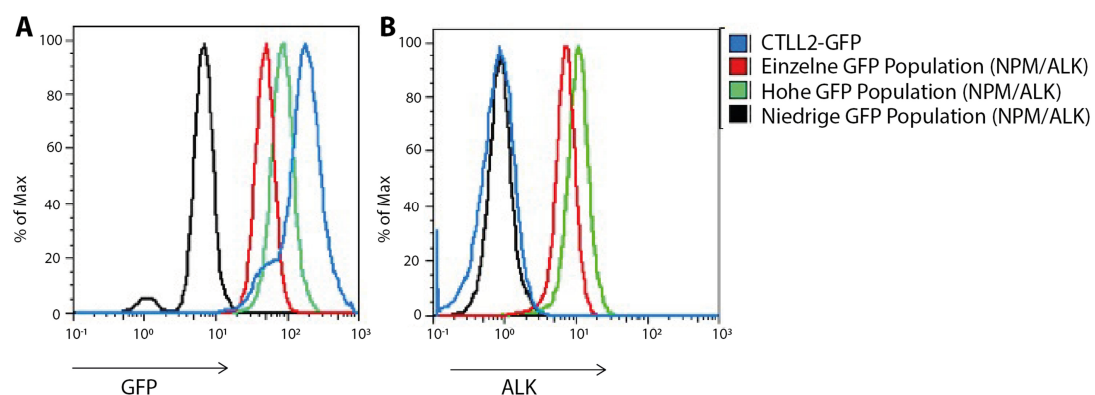 A
% of Max
100
80
60
40
20
0
10-1 100 101 102 103
GFP
B
% of Max
100
80
60
40
20
0
10-1 100 101 102 103
ALK
CTLL2-GFP
Einzelne GFP Population (NPM/ALK)
Hohe GFP Population (NPM/ALK)
Niedrige GFP Population (NPM/ALK)